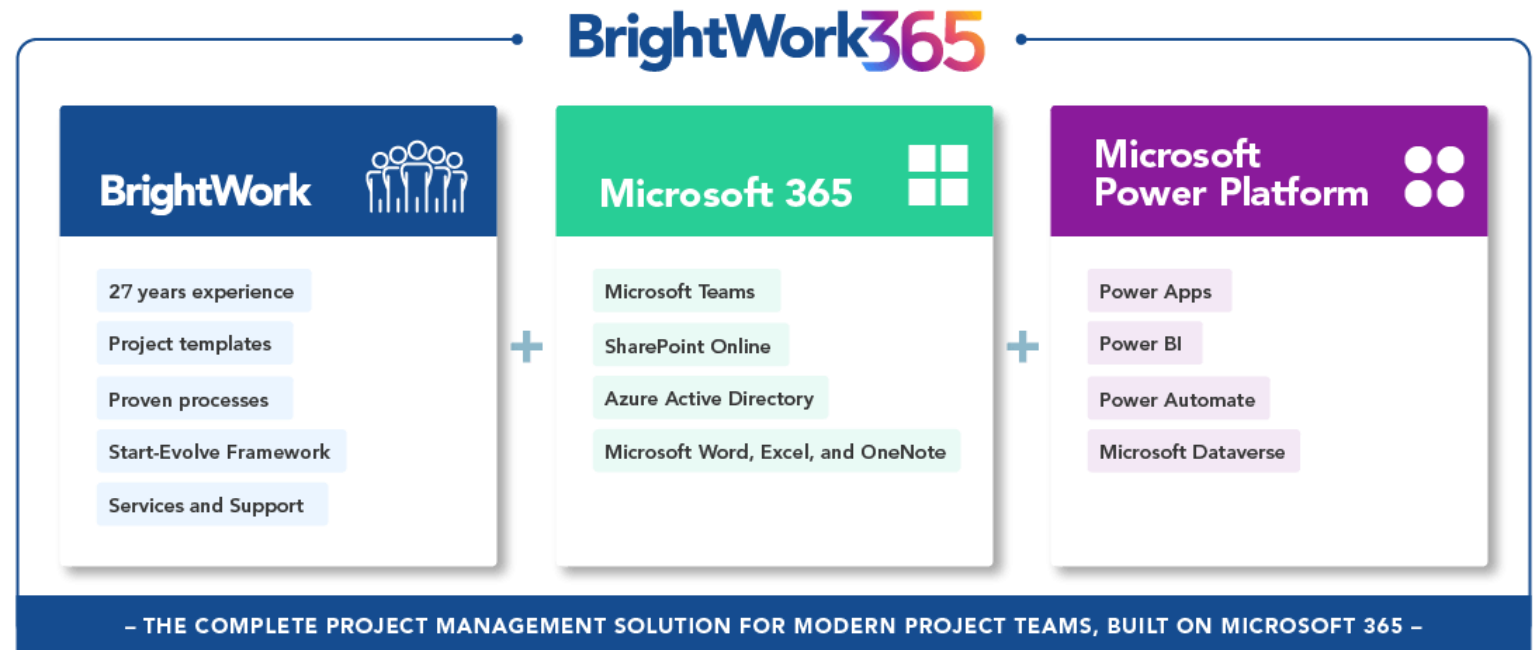 BrightWork365
BrightWork
27 years experience
Project templates
Proven processes
Start-Evolve Framework
Services and Support
+
Microsoft 365
Microsoft Teams
SharePoint Online
Azure Active Directory
Microsoft Word, Excel, and OneNote
+
Microsoft
Power Platform
Power Apps
Power BI
Power Automate
Microsoft Dataverse
– THE COMPLETE PROJECT MANAGEMENT SOLUTION FOR MODERN PROJECT TEAMS, BUILT ON MICROSOFT 365 –